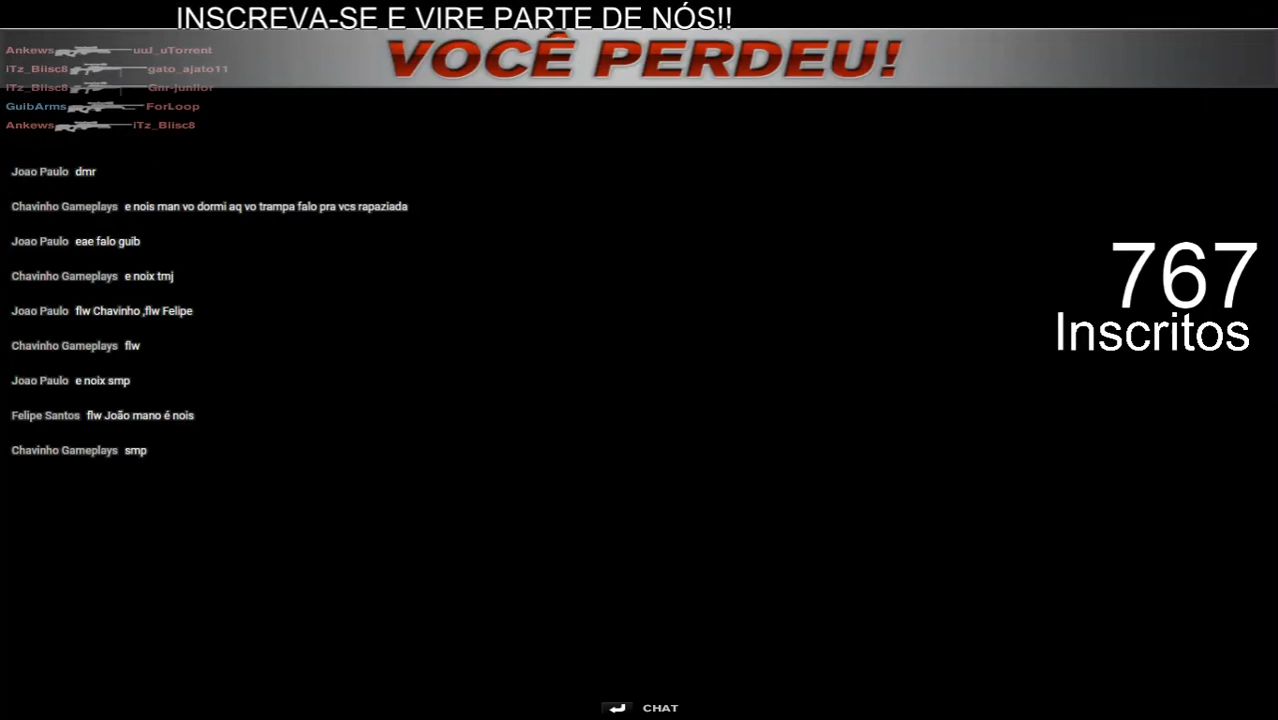 INSCREVA-SE E VIRE PARTE DE NÓS!!
VOCÊ PERDEU!
Ankews uuJ_uTorrent
iTz_Blisc8 gato_ajato11
iTz_Blisc8 Gnr-junlior
GuibArms ForLoop
Ankews iTz_Blisc8
Joao Paulo dmr
Chavinho Gameplays e nois man vo dormi aq vo trampa falo pra vcs rapaziada
Joao Paulo eae falo guib
Chavinho Gameplays e noix tmj
Joao Paulo flw Chavinho ,flw Felipe
Chavinho Gameplays flw
Joao Paulo e noix smp
Felipe Santos flw João mano é nois
Chavinho Gameplays smp
767
Inscritos
CHAT